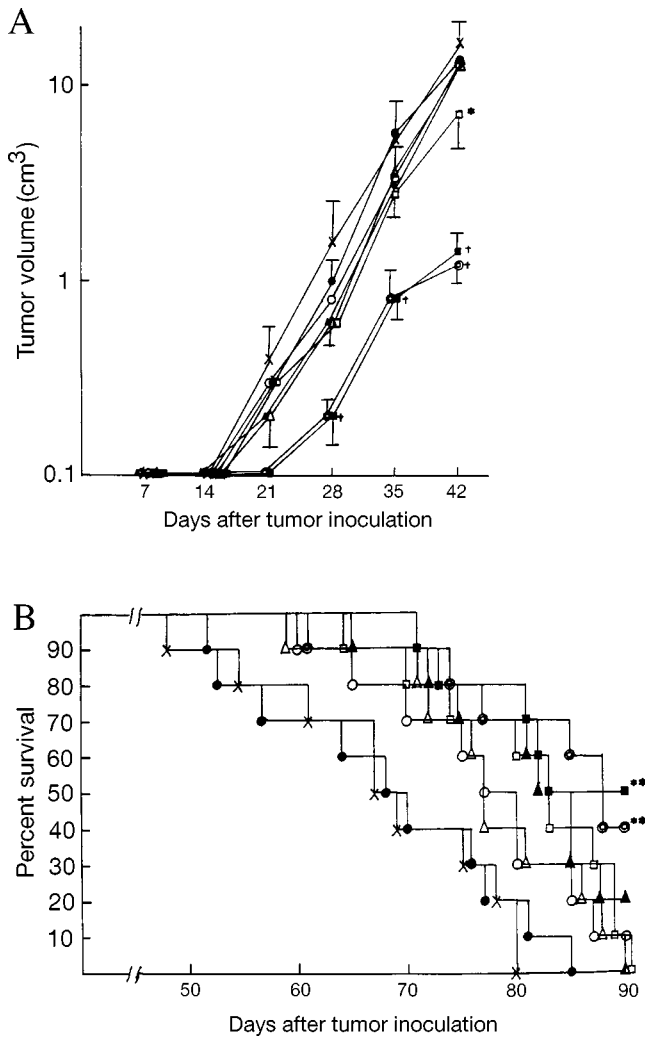 A
10
1
0.1
Tumor volume (cm³)
*
†
†
†
†
7 14 21 28 35 42
Days after tumor inoculation
B
90
80
70
60
50
40
30
20
10
Percent survival
**
**
50 60 70 80 90
Days after tumor inoculation